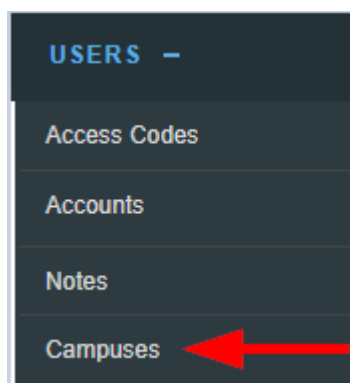 USERS –
Access Codes
Accounts
Notes
Campuses